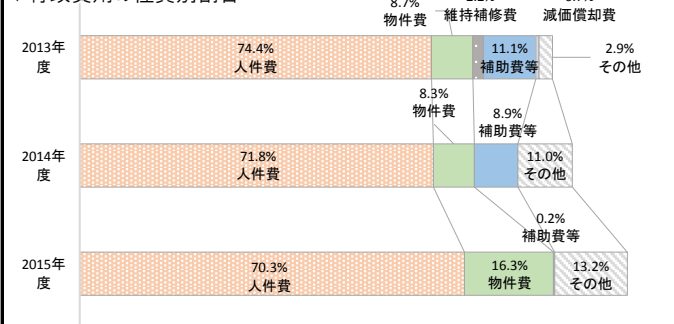 8.7%
物件費
維持補修費
減価償却費
2013年
度
74.4%
人件費
11.1%
補助費等
2.9%
その他
8.3%
物件費
8.9%
補助費等
2014年
度
71.8%
人件費
11.0%
その他
0.2%
補助費等
2015年
度
70.3%
人件費
16.3%
物件費
13.2%
その他